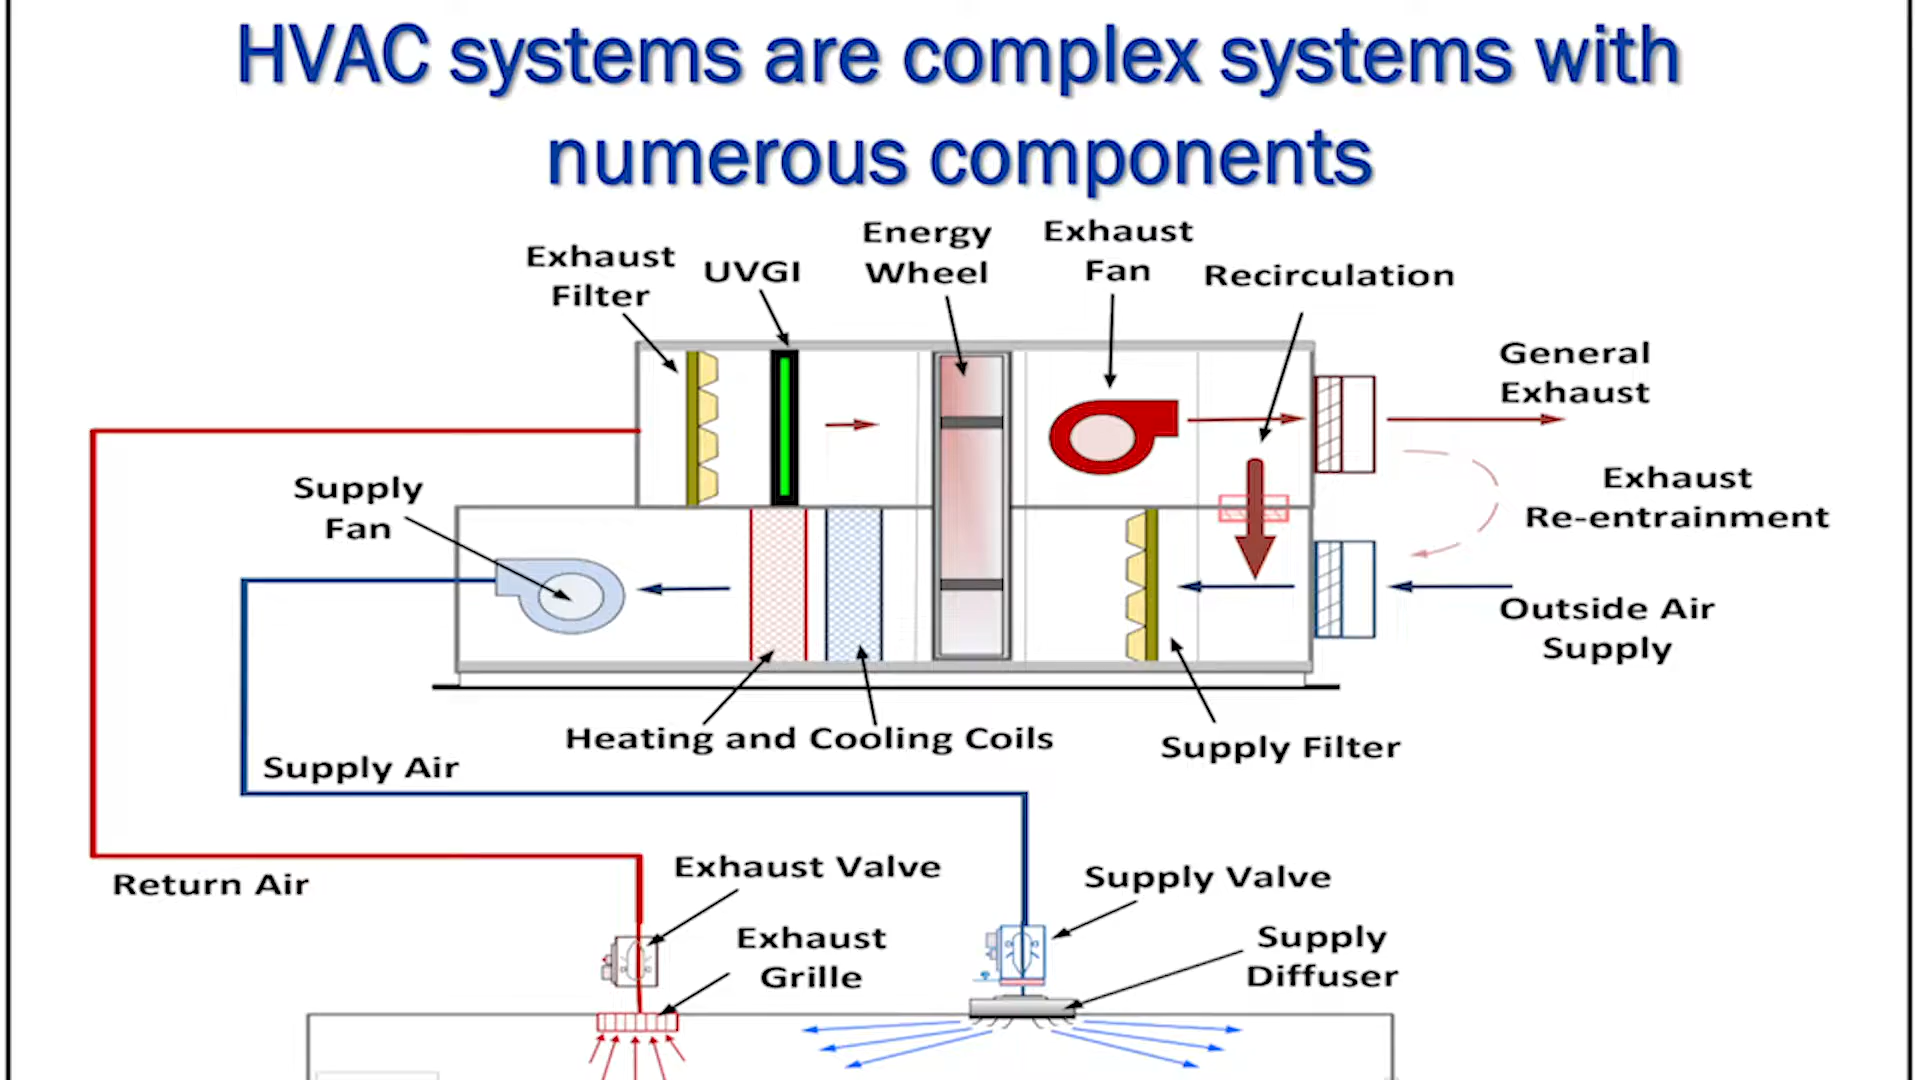 HVAC systems are complex systems with
numerous components
Exhaust
Filter
UVGI
Energy
Wheel
Exhaust
Fan
Recirculation
General
Exhaust
Supply
Fan
Exhaust
Re-entrainment
Outside Air
Supply
Heating and Cooling Coils
Supply Filter
Supply Air
Return Air
Exhaust Valve
Supply Valve
Exhaust
Grille
Supply
Diffuser